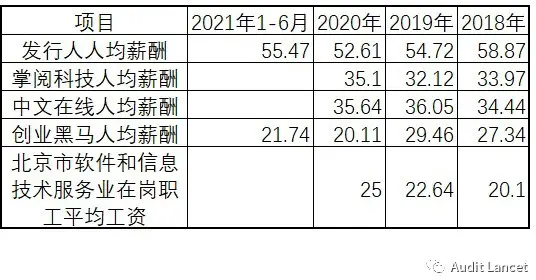 项目 2021年1-6月 2020年 2019年 2018年
发行人人均薪酬 55.47 52.61 54.72 58.87
掌阅科技人均薪酬 35.1 32.12 33.97
中文在线人均薪酬 35.64 36.05 34.44
创业黑马人均薪酬 21.74 20.11 29.46 27.34
北京市软件和信息
技术服务业在岗职 25 22.64 20.1
工平均工资
Audit Lancet